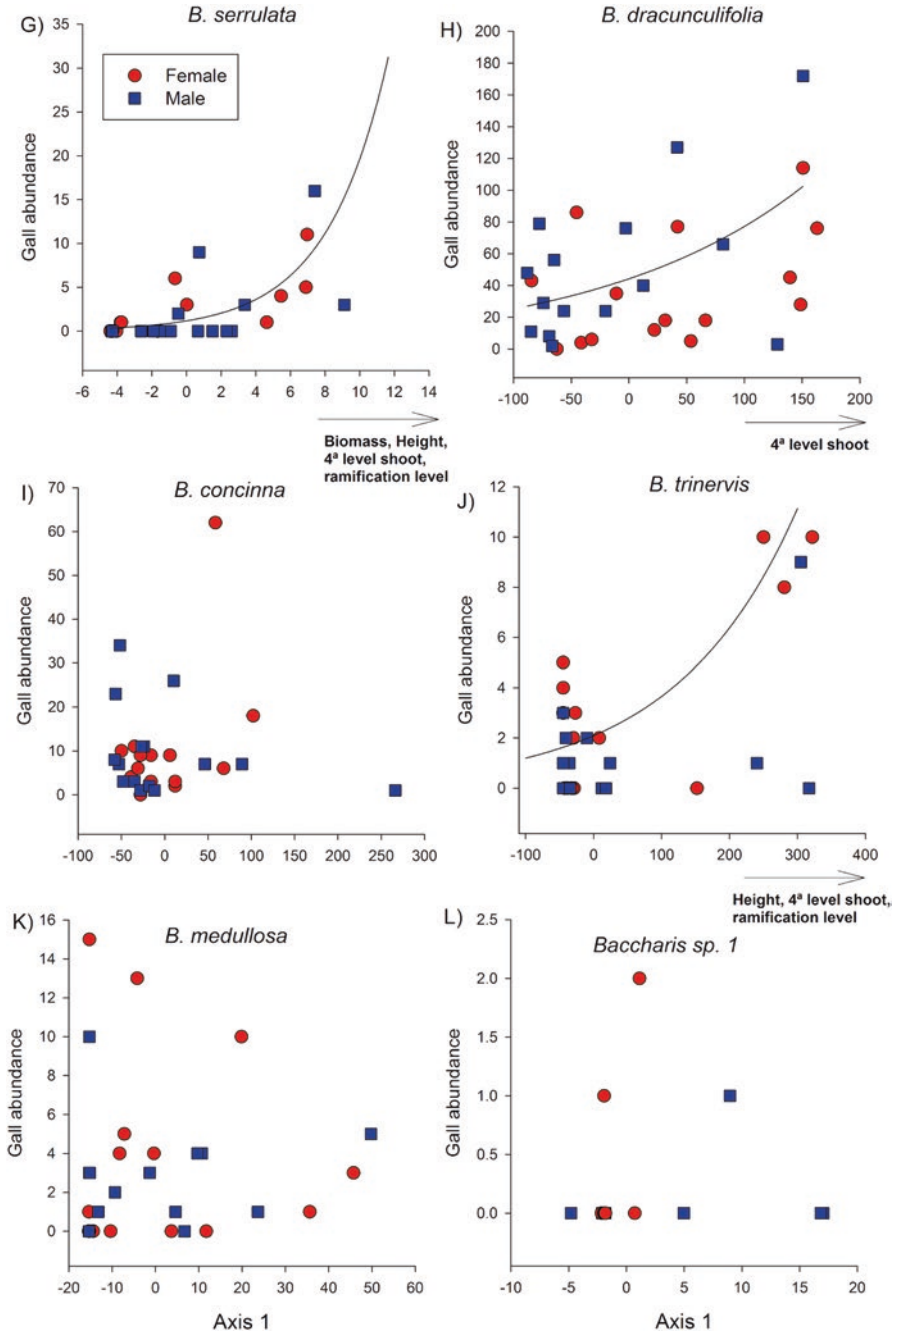 G)
B. serrulata
35
30
25
20
15
10
5
0
Gall abundance
Female
Male
-6 -4 -2 0 2 4 6 8 10 12 14
Biomass, Height,
4ª level shoot,
ramification level
H)
B. dracunculifolia
200
180
160
140
120
100
80
60
40
20
0
Gall abundance
-100 -50 0 50 100 150 200
4ª level shoot
I)
B. concinna
70
60
50
40
30
20
10
0
Gall abundance
-100 -50 0 50 100 150 200 250 300
J)
B. trinervis
12
10
8
6
4
2
0
Gall abundance
-100 0 100 200 300 400
Height, 4ª level shoot,
ramification level
K)
B. medullosa
16
14
12
10
8
6
4
2
0
Gall abundance
-20 -10 0 10 20 30 40 50 60
Axis 1
L)
Baccharis sp. 1
2.5
2.0
1.5
1.0
0.5
0.0
Gall abundance
-10 -5 0 5 10 15 20
Axis 1